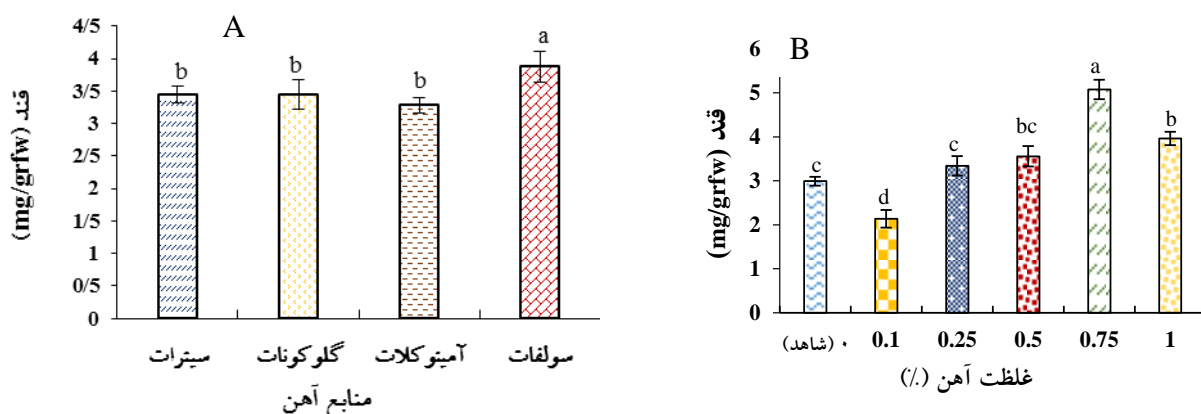 A
قند (mg/grfw)
4/5
4
3/5
3
2/5
2
1/5
1
0/5
0
b
b
b
a
سیترات گلوکونات آمینوکلات سولفات
منابع آهن
B
قند (mg/grfw)
6
5
4
3
2
1
0
c
d
c
bc
a
b
۰ (شاهد) 0.1 0.25 0.5 0.75 1
غلظت آهن (٪)